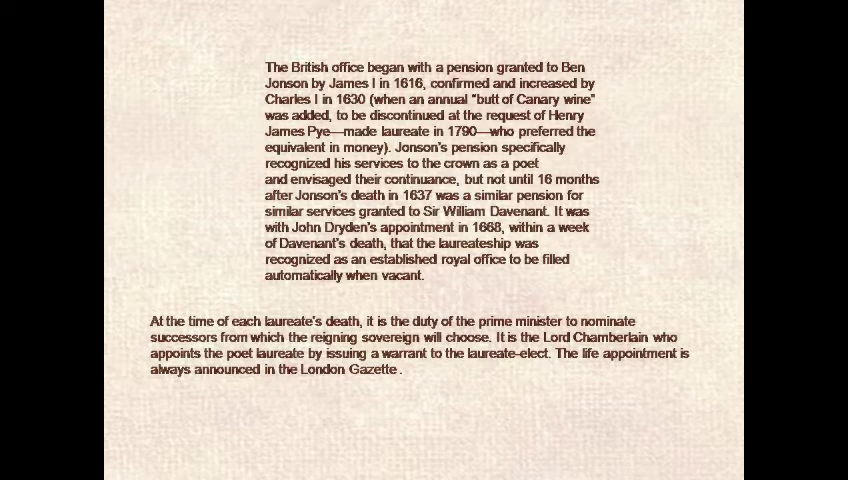 The British office began with a pension granted to Ben
Jonson by James I in 1616, confirmed and increased by
Charles I in 1630 (when an annual “butt of Canary wine”
was added, to be discontinued at the request of Henry
James Pye—made laureate in 1790—who preferred the
equivalent in money). Jonson’s pension specifically
recognized his services to the crown as a poet
and envisaged their continuance, but not until 16 months
after Jonson’s death in 1637 was a similar pension for
similar services granted to Sir William Davenant. It was
with John Dryden’s appointment in 1668, within a week
of Davenant’s death, that the laureateship was
recognized as an established royal office to be filled
automatically when vacant.
At the time of each laureate’s death, it is the duty of the prime minister to nominate
successors from which the reigning sovereign will choose. It is the Lord Chamberlain who
appoints the poet laureate by issuing a warrant to the laureate-elect. The life appointment is
always announced in the London Gazette .